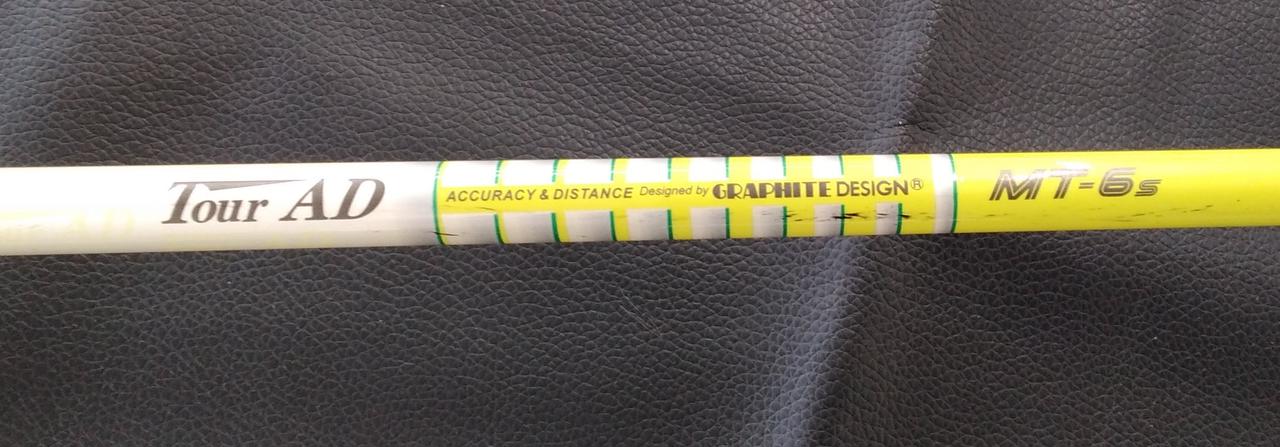 Tour AD ACCURACY & DISTANCE Designed by GRAPHITE DESIGN® MT-6s